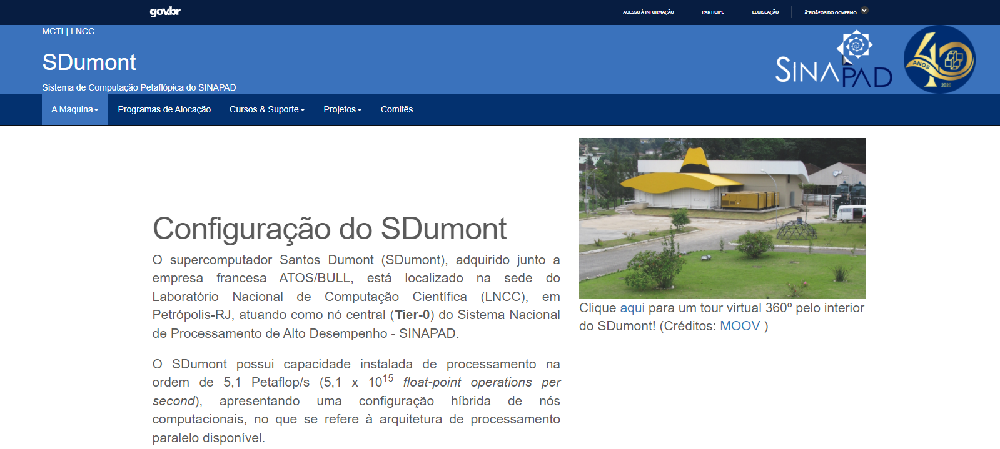 gov.br
ACESSO À INFORMAÇÃO
PARTICIPE
LEGISLAÇÃO
Ã"RGÃ£OS DO GOVERNO
MCTI | LNCC
SDumont
Sistema de Computação Petaflópica do SINAPAD
SINAPAD
40
ANOS
2020
A Máquina
Programas de Alocação
Cursos & Suporte
Projetos
Comitês
Configuração do SDumont
O supercomputador Santos Dumont (SDumont), adquirido junto a
empresa francesa ATOS/BULL, está localizado na sede do
Laboratório Nacional de Computação Científica (LNCC), em
Petrópolis-RJ, atuando como nó central (Tier-0) do Sistema Nacional
de Processamento de Alto Desempenho - SINAPAD.
O SDumont possui capacidade instalada de processamento na
ordem de 5,1 Petaflop/s (5,1 x 10^15 float-point operations per
second), apresentando uma configuração híbrida de nós
computacionais, no que se refere à arquitetura de processamento
paralelo disponível.
Clique aqui para um tour virtual 360º pelo interior
do SDumont! (Créditos: MOOV )